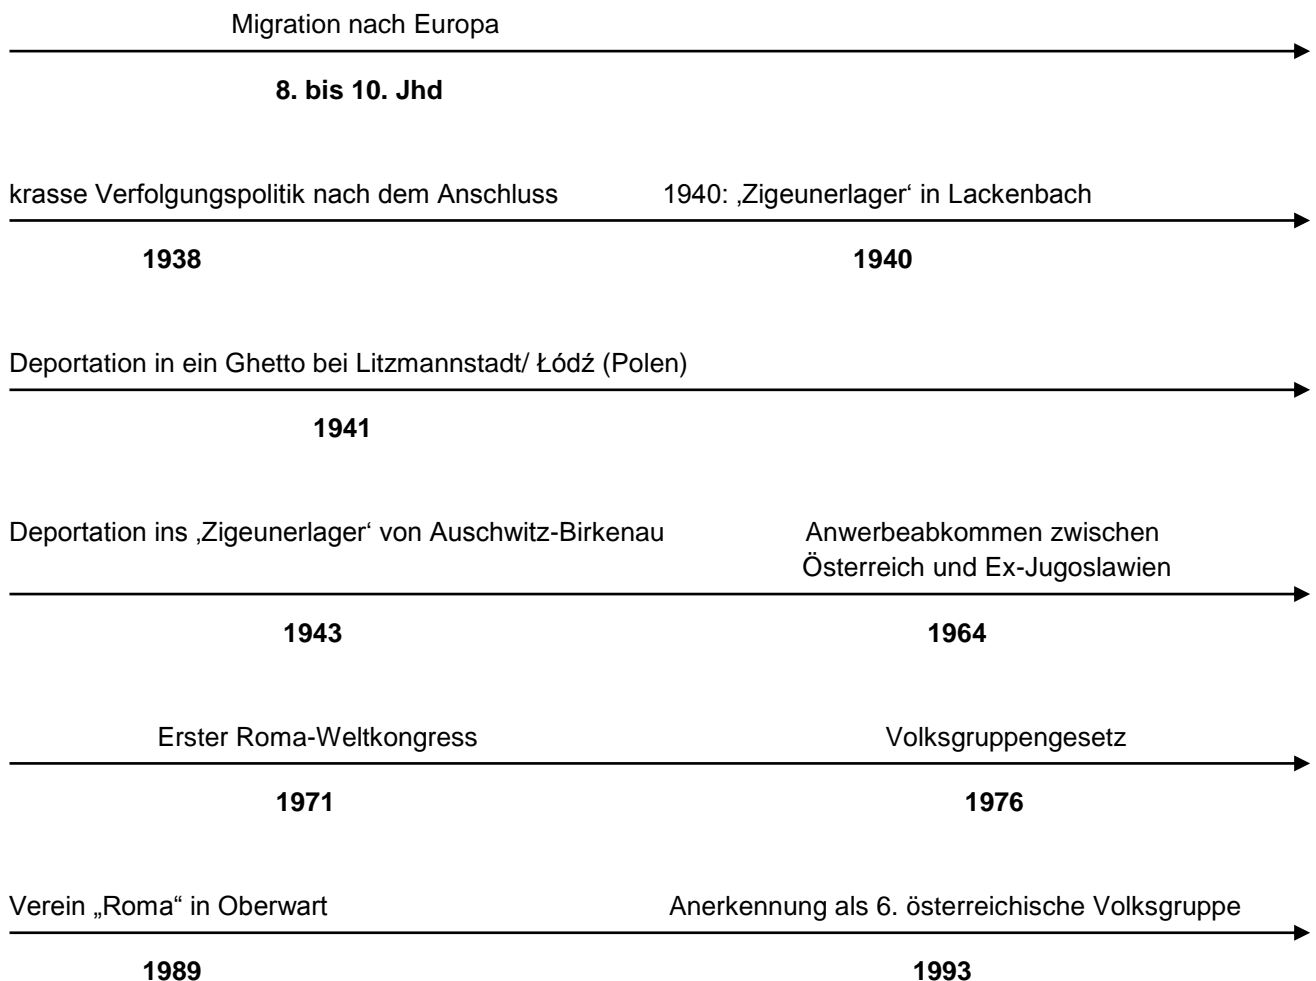 Migration nach Europa
8. bis 10. Jhd
krasse Verfolgungspolitik nach dem Anschluss 1940: ‚Zigeunerlager‘ in Lackenbach
1938 1940
Deportation in ein Ghetto bei Litzmannstadt/ Łódź (Polen)
1941
Deportation ins ‚Zigeunerlager‘ von Auschwitz-Birkenau Anwerbeabkommen zwischen
Österreich und Ex-Jugoslawien
1943 1964
Erster Roma-Weltkongress Volksgruppengesetz
1971 1976
Verein „Roma“ in Oberwart Anerkennung als 6. österreichische Volksgruppe
1989 1993